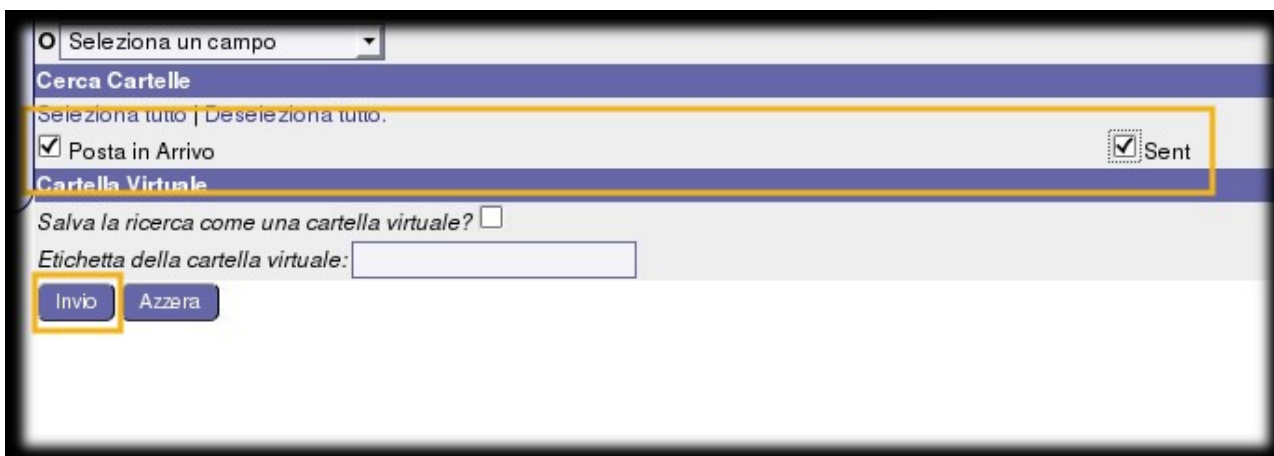 O Seleziona un campo
Cerca Cartelle
Seleziona tutto | Deseleziona tutto.
Posta in Arrivo Sent
Cartella Virtuale
Salva la ricerca come una cartella virtuale?
Etichetta della cartella virtuale:
Invio Azzera